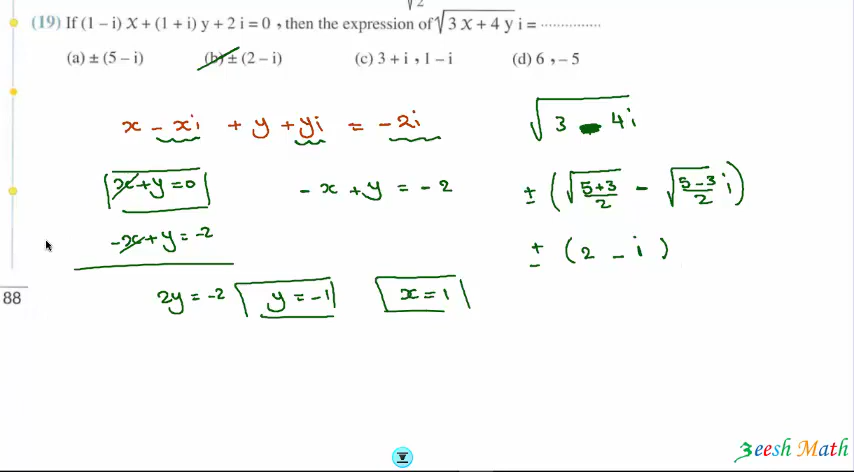 √2
(19) If (1 – i) X + (1 + i) y + 2 i = 0 , then the expression of √(3 X + 4 y i) = ...............
(a) ± (5 – i) (b) ± (2 – i) (c) 3 + i , 1 – i (d) 6 , – 5
x - xi + y + yi = -2i
√(3 - 4i)
x + y = 0 - x + y = -2
± (√((5+3)/2) - √((5-3)/2) i)
-x + y = -2
± (2 - i)
2y = -2 y = -1 x = 1
88
Zeesh Math